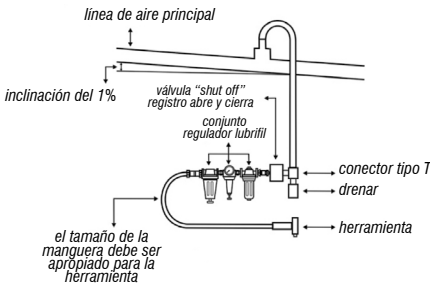 línea de aire principal
inclinación del 1%
válvula “shut off”
registro abre y cierra
conjunto
regulador lubrifil
conector tipo T
drenar
herramienta
el tamaño de la
manguera debe ser
apropiado para la
herramienta